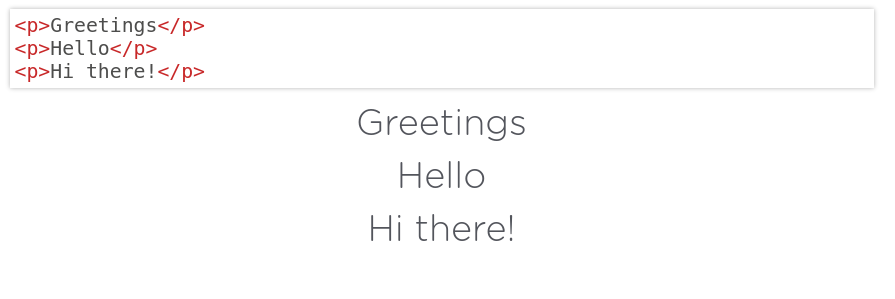 <p>Greetings</p>
<p>Hello</p>
<p>Hi there!</p>
Greetings
Hello
Hi there!